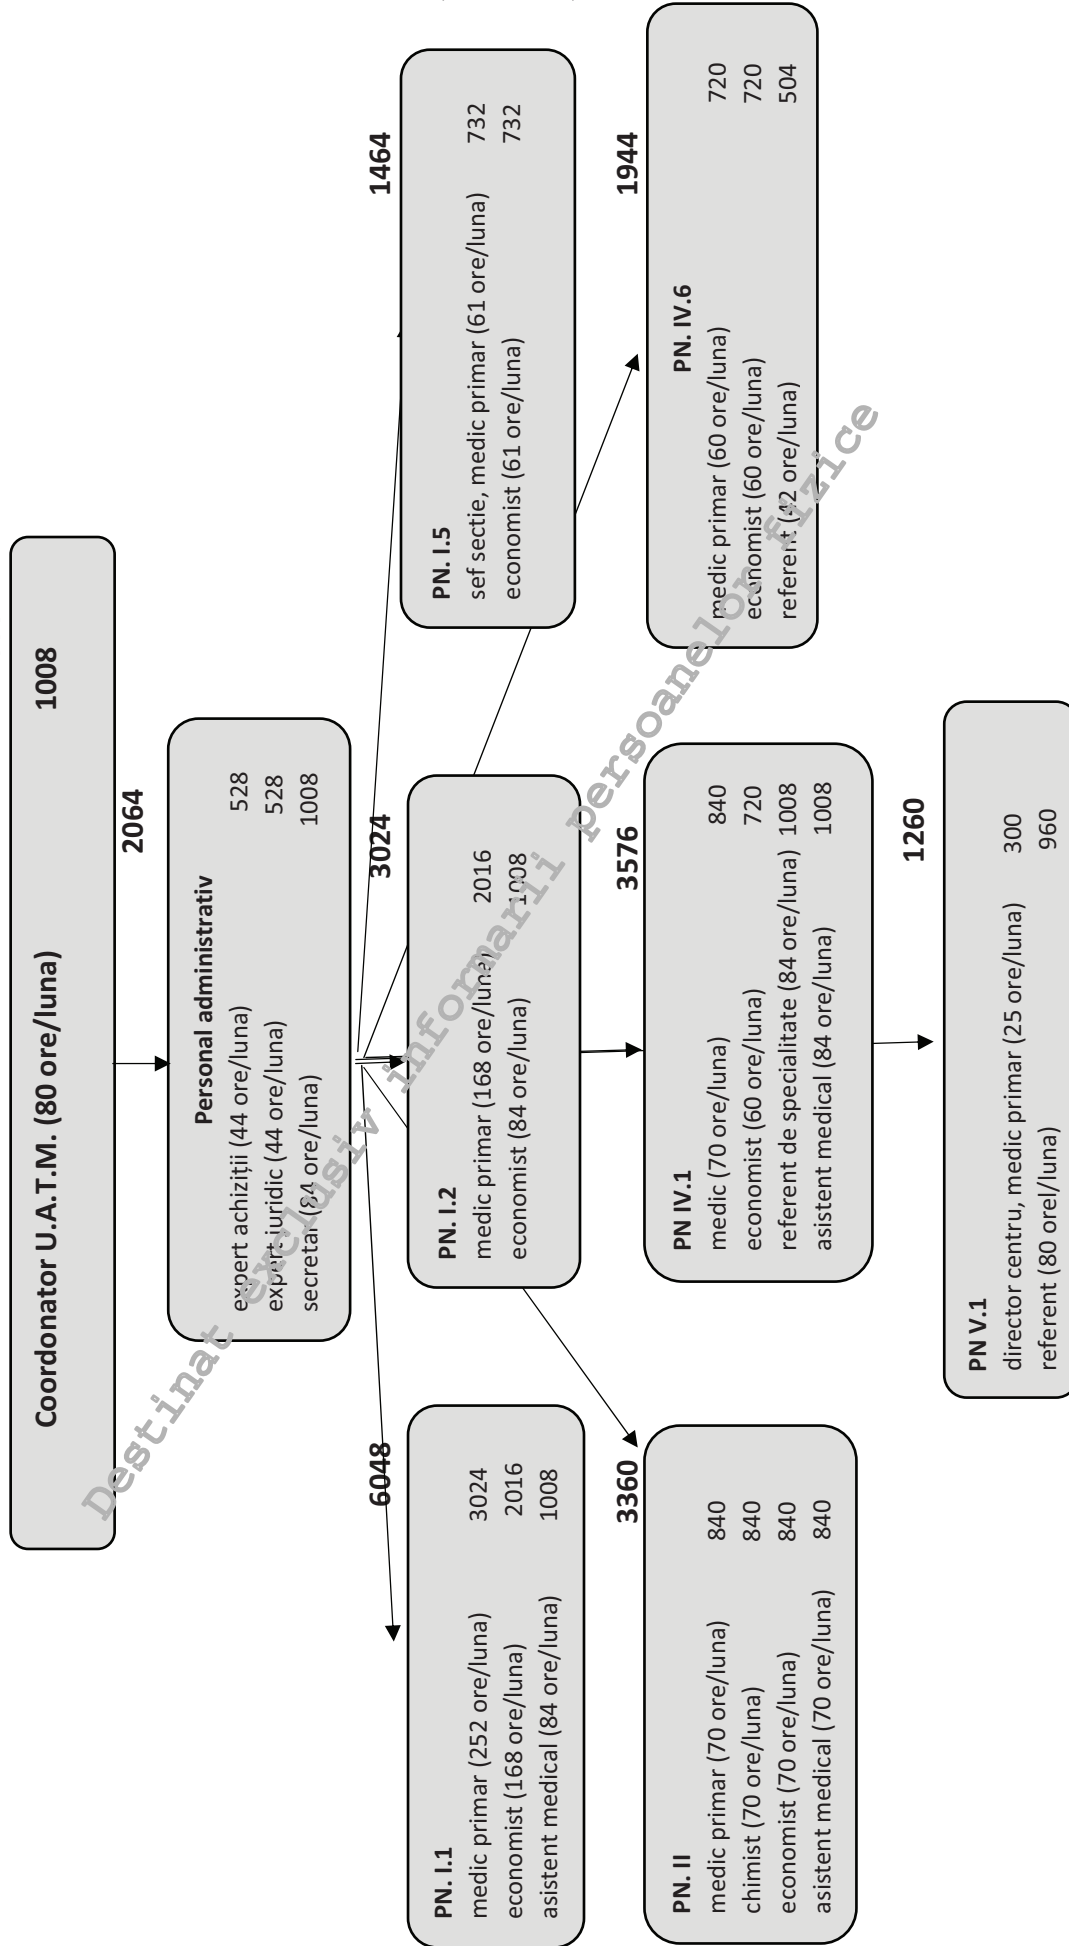 Coordonator U.A.T.M. (80 ore/luna) 1008
2064
Personal administrativ
expert achiziții (44 ore/luna) 528
expert juridic (44 ore/luna) 528
secretar (84 ore/luna) 1008
6048
PN. I.1
medic primar (252 ore/luna) 3024
economist (168 ore/luna) 2016
asistent medical (84 ore/luna) 1008
3024
PN. I.2
medic primar (168 ore/luna) 2016
economist (84 ore/luna) 1008
1464
PN. I.5
sef sectie, medic primar (61 ore/luna) 732
economist (61 ore/luna) 732
3360
PN. II
medic primar (70 ore/luna) 840
chimist (70 ore/luna) 840
economist (70 ore/luna) 840
asistent medical (70 ore/luna) 840
3576
PN IV.1
medic (70 ore/luna) 840
economist (60 ore/luna) 720
referent de specialitate (84 ore/luna) 1008
asistent medical (84 ore/luna) 1008
1944
PN. IV.6
medic primar (60 ore/luna) 720
economist (60 ore/luna) 720
referent (42 ore/luna) 504
1260
PN V.1
director centru, medic primar (25 ore/luna) 300
referent (80 orel/luna) 960
Destinat exclusiv informarii persoanelor fizice